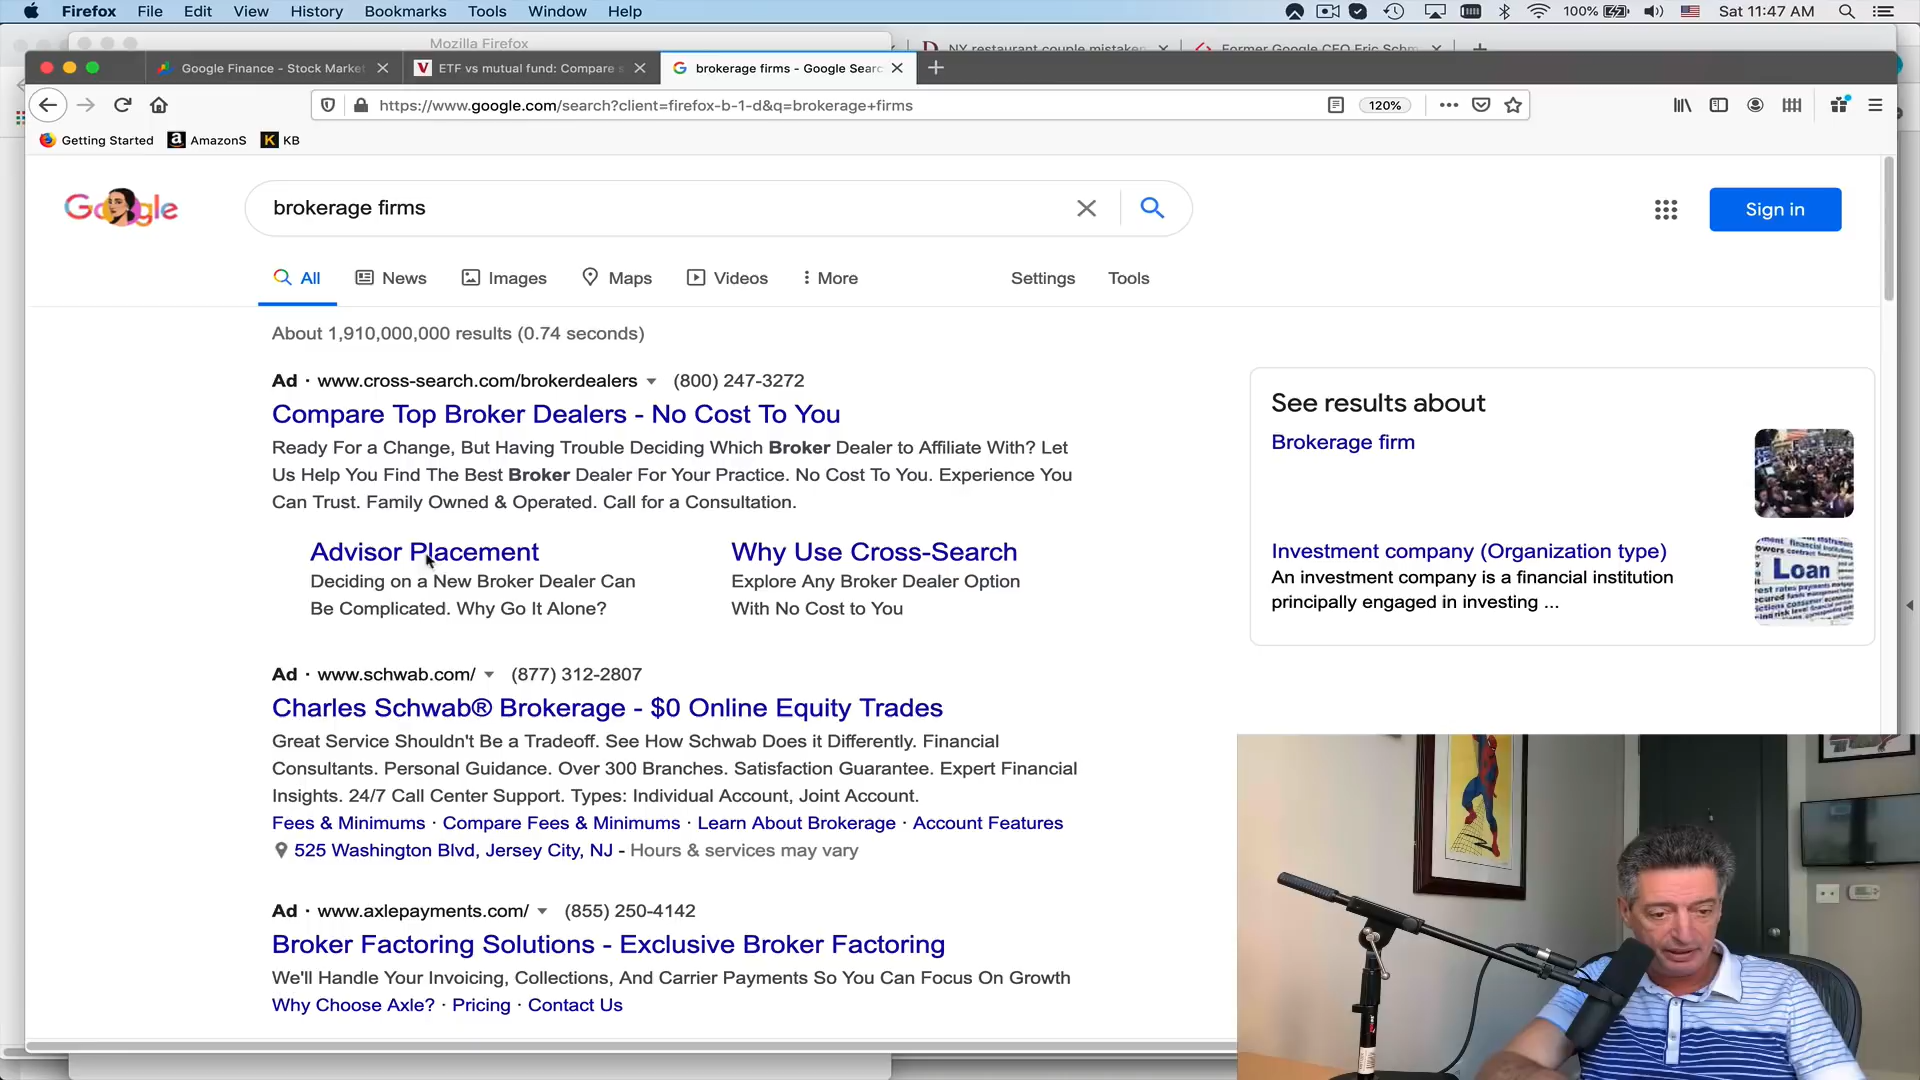 Firefox File Edit View History Bookmarks Tools Window Help
100% Sat 11:47 AM
Mozilla Firefox
NY restaurant couple mistaken
Former Google CEO Eric Schm
Google Finance - Stock Market
ETF vs mutual fund: Compare s
brokerage firms - Google Searc
https://www.google.com/search?client=firefox-b-1-d&q=brokerage+firms
120%
Getting Started AmazonS KB
Google
brokerage firms
Sign in
All News Images Maps Videos More Settings Tools
About 1,910,000,000 results (0.74 seconds)
Ad · www.cross-search.com/brokerdealers (800) 247-3272
Compare Top Broker Dealers - No Cost To You
Ready For a Change, But Having Trouble Deciding Which Broker Dealer to Affiliate With? Let
Us Help You Find The Best Broker Dealer For Your Practice. No Cost To You. Experience You
Can Trust. Family Owned & Operated. Call for a Consultation.
Advisor Placement
Deciding on a New Broker Dealer Can
Be Complicated. Why Go It Alone?
Why Use Cross-Search
Explore Any Broker Dealer Option
With No Cost to You
Ad · www.schwab.com/ (877) 312-2807
Charles Schwab® Brokerage - $0 Online Equity Trades
Great Service Shouldn't Be a Tradeoff. See How Schwab Does it Differently. Financial
Consultants. Personal Guidance. Over 300 Branches. Satisfaction Guarantee. Expert Financial
Insights. 24/7 Call Center Support. Types: Individual Account, Joint Account.
Fees & Minimums · Compare Fees & Minimums · Learn About Brokerage · Account Features
525 Washington Blvd, Jersey City, NJ - Hours & services may vary
Ad · www.axlepayments.com/ (855) 250-4142
Broker Factoring Solutions - Exclusive Broker Factoring
We'll Handle Your Invoicing, Collections, And Carrier Payments So You Can Focus On Growth
Why Choose Axle? · Pricing · Contact Us
See results about
Brokerage firm
Investment company (Organization type)
An investment company is a financial institution
principally engaged in investing ...
Loan